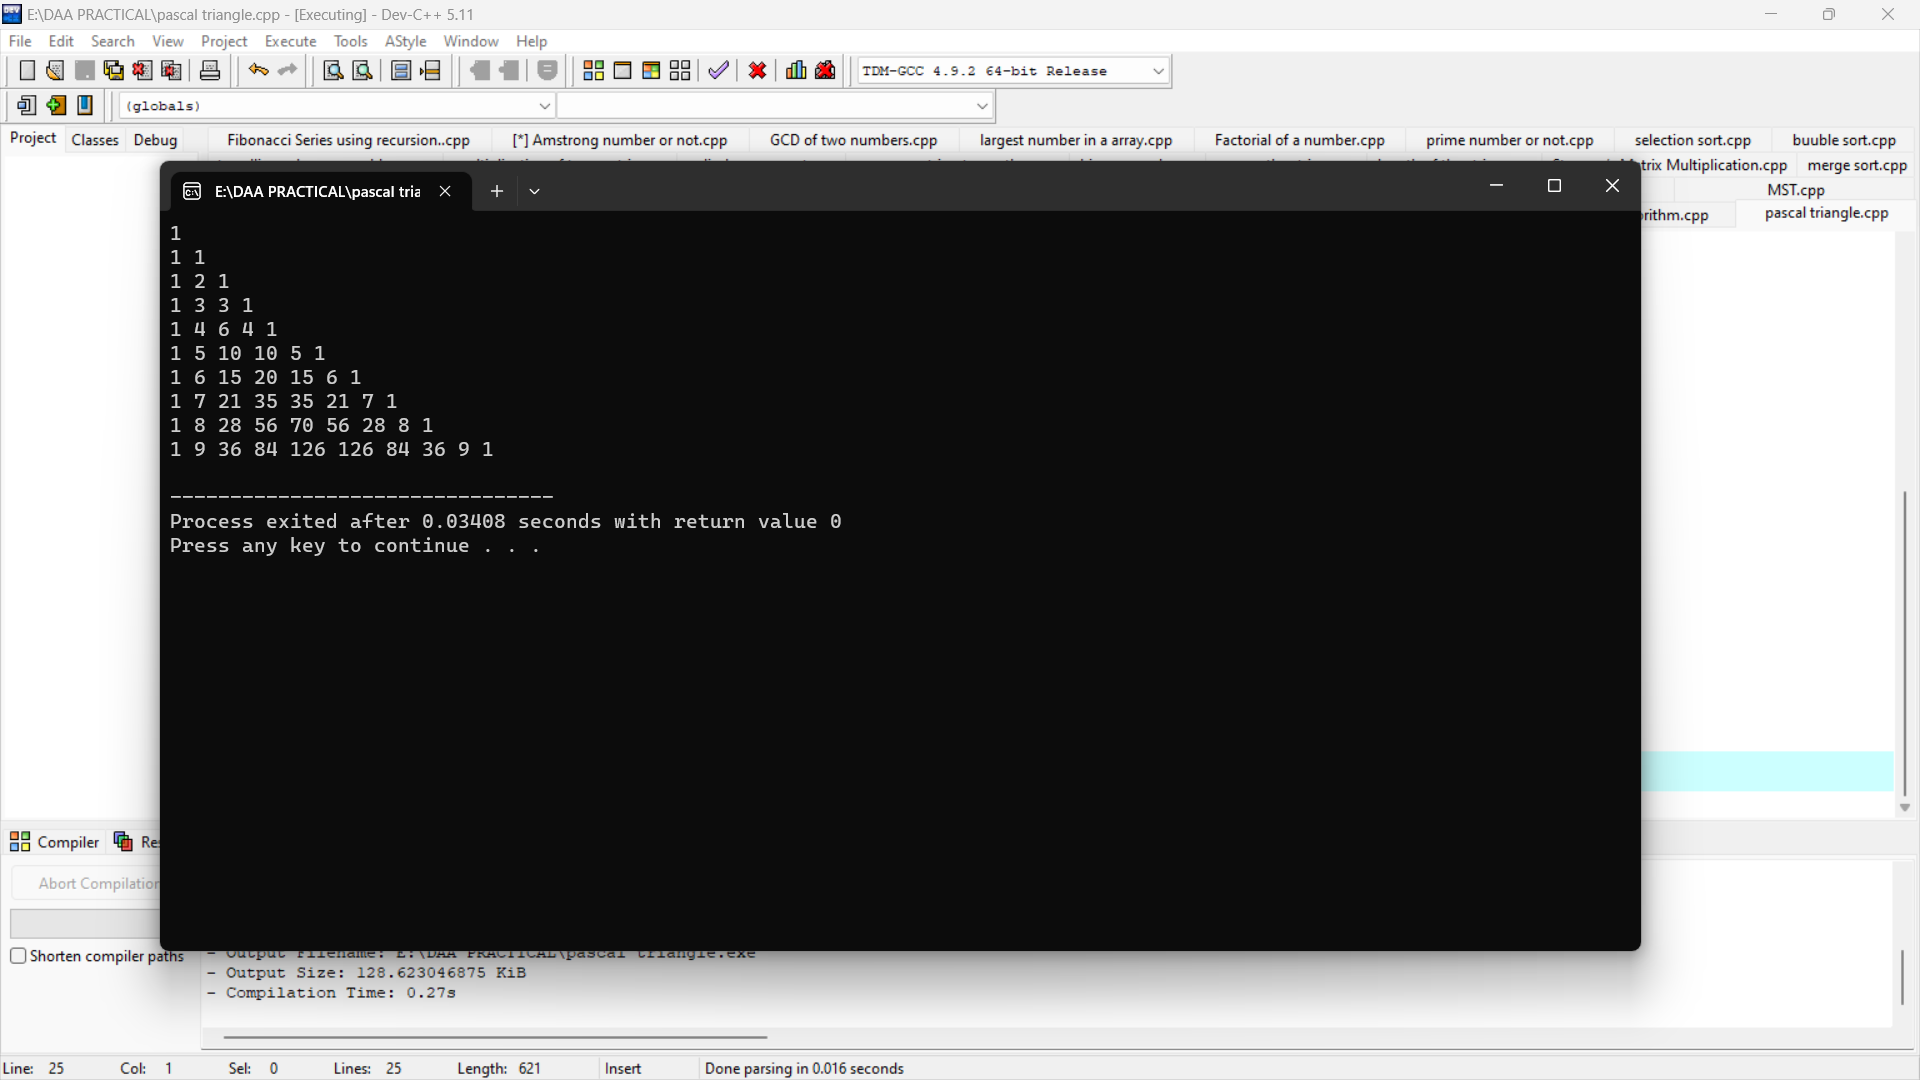 E:\DAA PRACTICAL\pascal triangle.cpp - [Executing] - Dev-C++ 5.11
File Edit Search View Project Execute Tools AStyle Window Help
TDM-GCC 4.9.2 64-bit Release
(globals)
Project Classes Debug Fibonacci Series using recursion..cpp [*] Amstrong number or not.cpp GCD of two numbers.cpp largest number in a array.cpp Factorial of a number.cpp prime number or not.cpp selection sort.cpp buuble sort.cpp
Matrix Multiplication.cpp merge sort.cpp
MST.cpp
rithm.cpp pascal triangle.cpp
E:\DAA PRACTICAL\pascal tria
1
1 1
1 2 1
1 3 3 1
1 4 6 4 1
1 5 10 10 5 1
1 6 15 20 15 6 1
1 7 21 35 35 21 7 1
1 8 28 56 70 56 28 8 1
1 9 36 84 126 126 84 36 9 1
--------------------------------
Process exited after 0.03408 seconds with return value 0
Press any key to continue . . .
Compiler Res
Abort Compilation
Shorten compiler paths
- Output Filename: E:\DAA PRACTICAL\pascal triangle.exe
- Output Size: 128.623046875 KiB
- Compilation Time: 0.27s
Line: 25 Col: 1 Sel: 0 Lines: 25 Length: 621 Insert Done parsing in 0.016 seconds